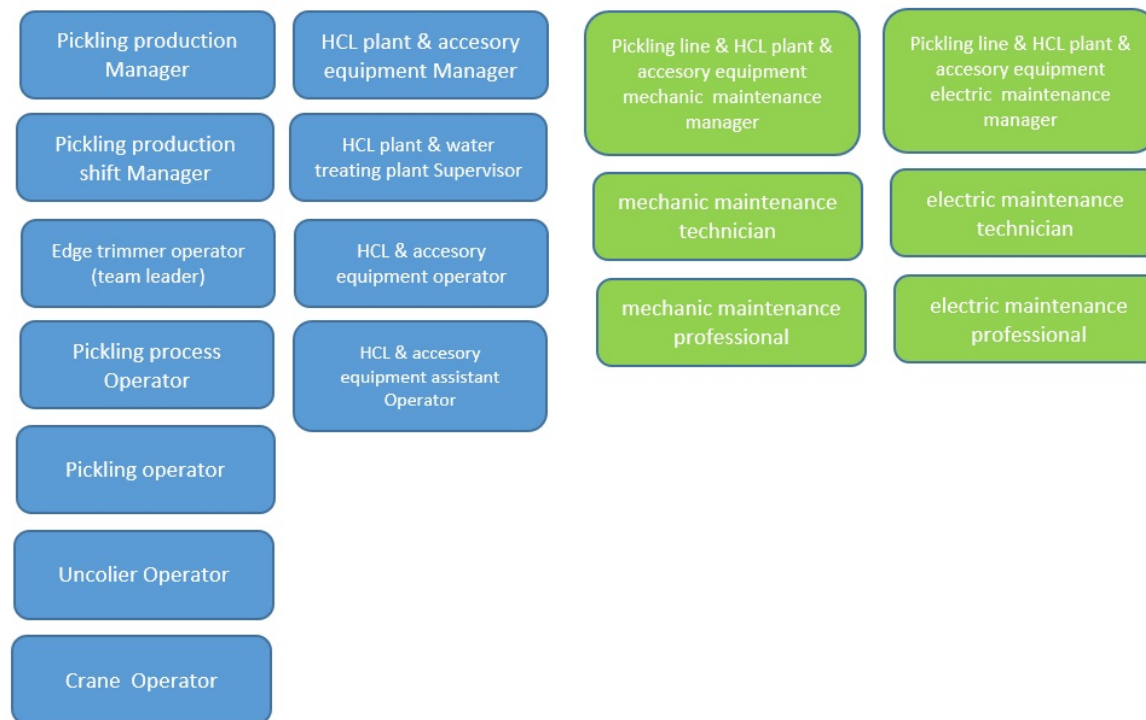 Pickling production
Manager
HCL plant & accesory
equipment Manager
Pickling line & HCL plant &
accesory equipment
mechanic maintenance
manager
Pickling line & HCL plant &
accesory equipment
electric maintenance
manager
Pickling production
shift Manager
HCL plant & water
treating plant Supervisor
mechanic maintenance
technician
electric maintenance
technician
Edge trimmer operator
(team leader)
HCL & accesory
equipment operator
mechanic maintenance
professional
electric maintenance
professional
Pickling process
Operator
HCL & accesory
equipment assistant
Operator
Pickling operator
Uncolier Operator
Crane Operator